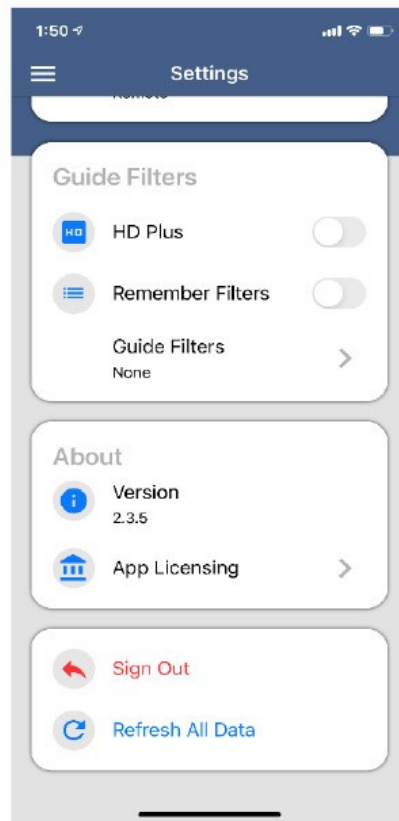 1:50
Settings
Guide Filters
HD
HD Plus
Remember Filters
Guide Filters
None
About
Version
2.3.5
App Licensing
Sign Out
Refresh All Data